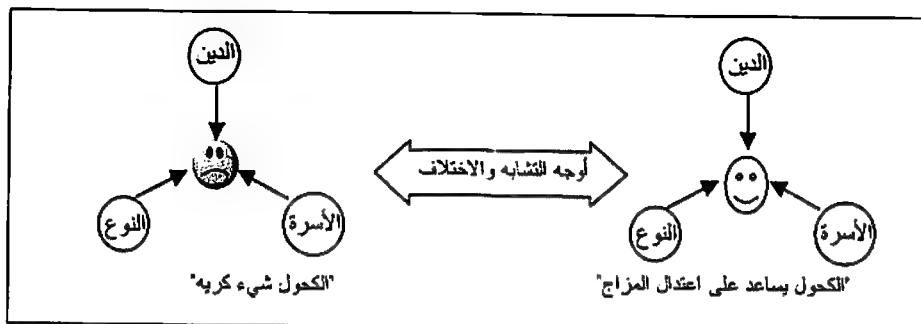 الدين
الدين
أوجه التشابه والاختلاف
الأسرة
النوع
الأسرة
النوع
"الكحول يساعد على اعتدال المزاج"
"الكحول شيء كريه"